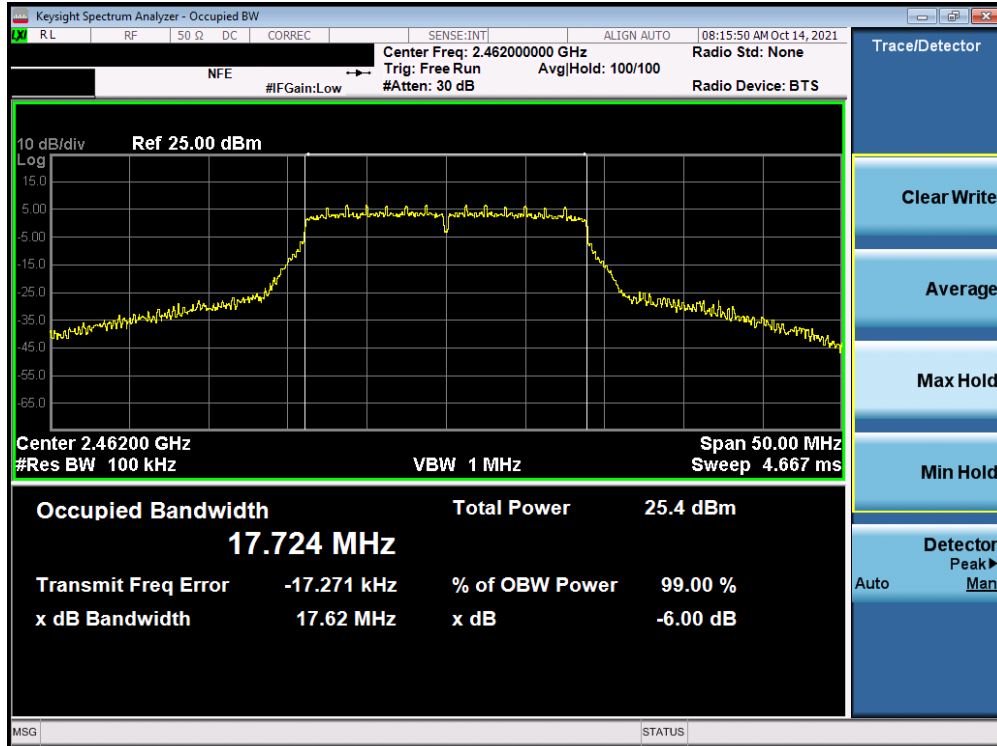 Keysight Spectrum Analyzer - Occupied BW
LXI RL RF 50 Ω DC CORREC SENSE:INT ALIGN AUTO 08:15:50 AM Oct 14, 2021
Center Freq: 2.462000000 GHz Radio Std: None
NFE Trig: Free Run Avg|Hold: 100/100
#IFGain:Low #Atten: 30 dB Radio Device: BTS
Trace/Detector
10 dB/div Ref 25.00 dBm
Log
15.0
5.00
-5.00
-15.0
-25.0
-35.0
-45.0
-55.0
-65.0
Center 2.46200 GHz Span 50.00 MHz
#Res BW 100 kHz VBW 1 MHz Sweep 4.667 ms
Occupied Bandwidth Total Power 25.4 dBm
17.724 MHz
Transmit Freq Error -17.271 kHz % of OBW Power 99.00 %
x dB Bandwidth 17.62 MHz x dB -6.00 dB
Clear Write
Average
Max Hold
Min Hold
Detector
Peak▶
Auto Man
MSG STATUS